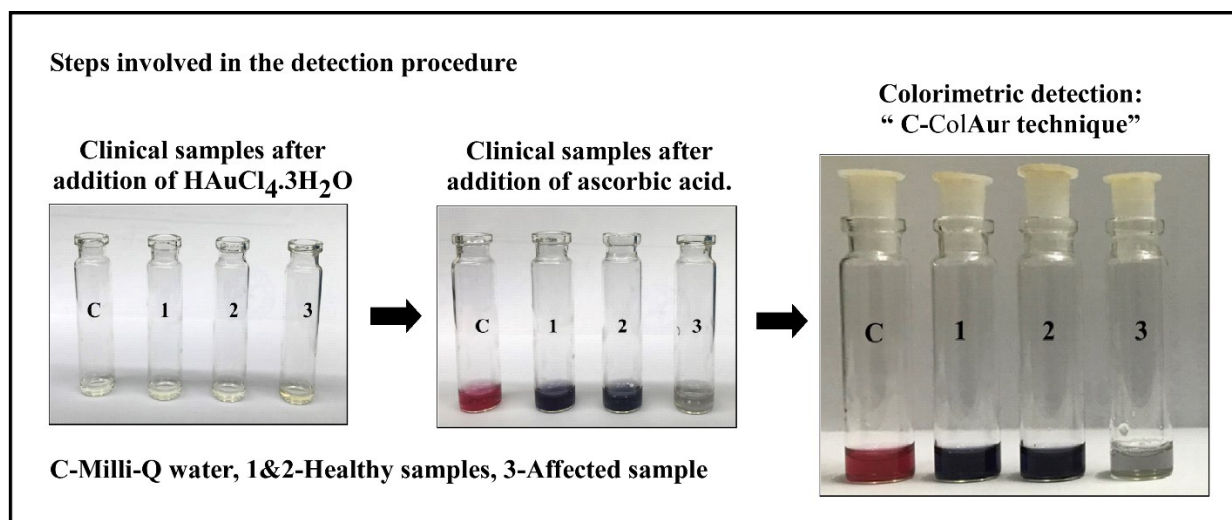 Steps involved in the detection procedure
Clinical samples after
addition of HAuCl4.3H2O
C
1
2
3
Clinical samples after
addition of ascorbic acid.
C
1
2
3
Colorimetric detection:
“ C-ColAur technique”
C
1
2
3
C-Milli-Q water, 1&2-Healthy samples, 3-Affected sample